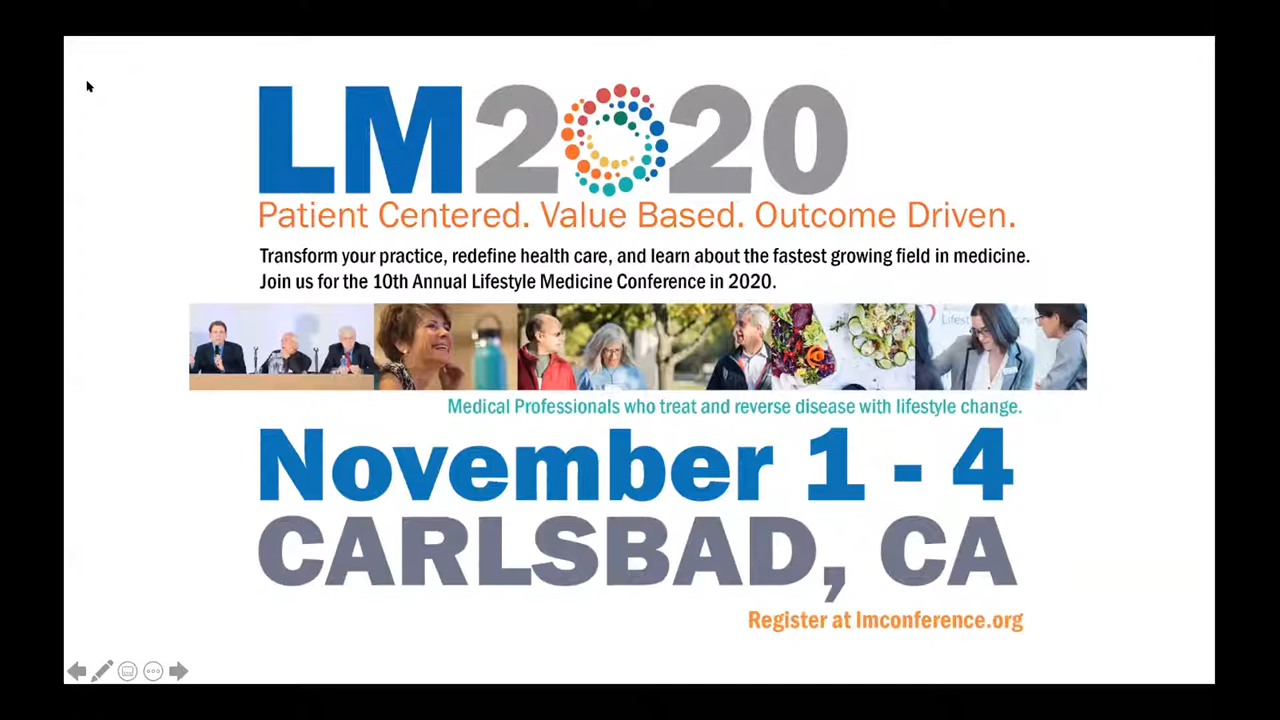 LM2020
Patient Centered. Value Based. Outcome Driven.
Transform your practice, redefine health care, and learn about the fastest growing field in medicine.
Join us for the 10th Annual Lifestyle Medicine Conference in 2020.
Medical Professionals who treat and reverse disease with lifestyle change.
November 1 - 4
CARLSBAD, CA
Register at lmconference.org